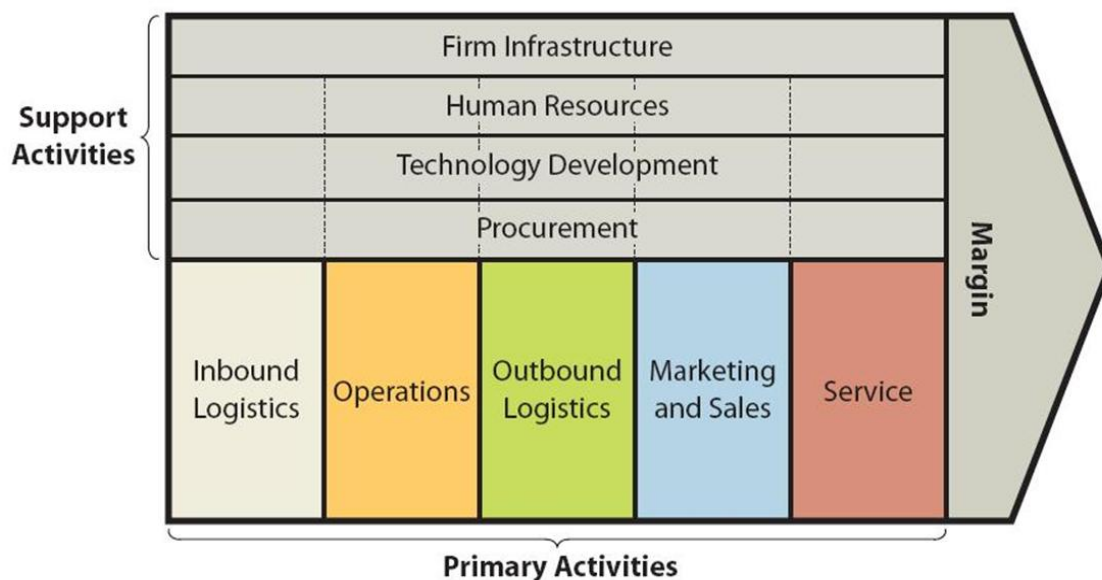 Firm Infrastructure
Human Resources
Technology Development
Procurement
Support
Activities
Inbound
Logistics
Operations
Outbound
Logistics
Marketing
and Sales
Service
Margin
Primary Activities